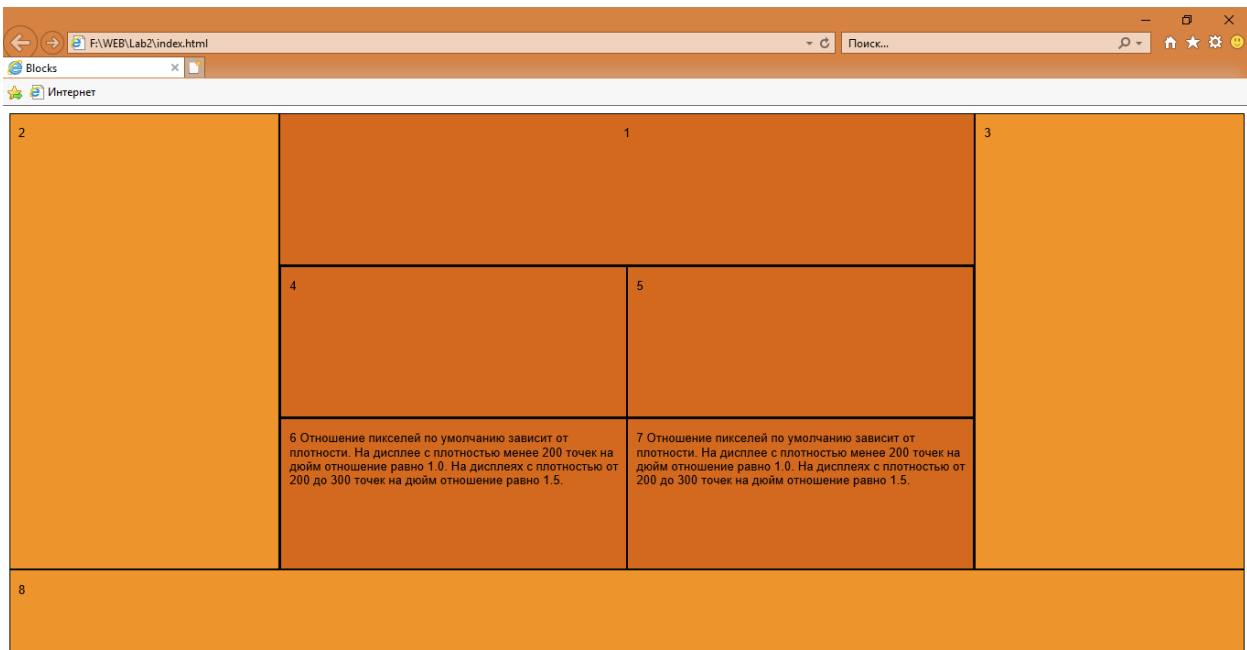 F:\WEB\Lab2\index.html
Поиск...
Blocks
Интернет
2
1
3
4
5
6 Отношение пикселей по умолчанию зависит от
плотности. На дисплее с плотностью менее 200 точек на
дюйм отношение равно 1.0. На дисплеях с плотностью от
200 до 300 точек на дюйм отношение равно 1.5.
7 Отношение пикселей по умолчанию зависит от
плотности. На дисплее с плотностью менее 200 точек на
дюйм отношение равно 1.0. На дисплеях с плотностью от
200 до 300 точек на дюйм отношение равно 1.5.
8